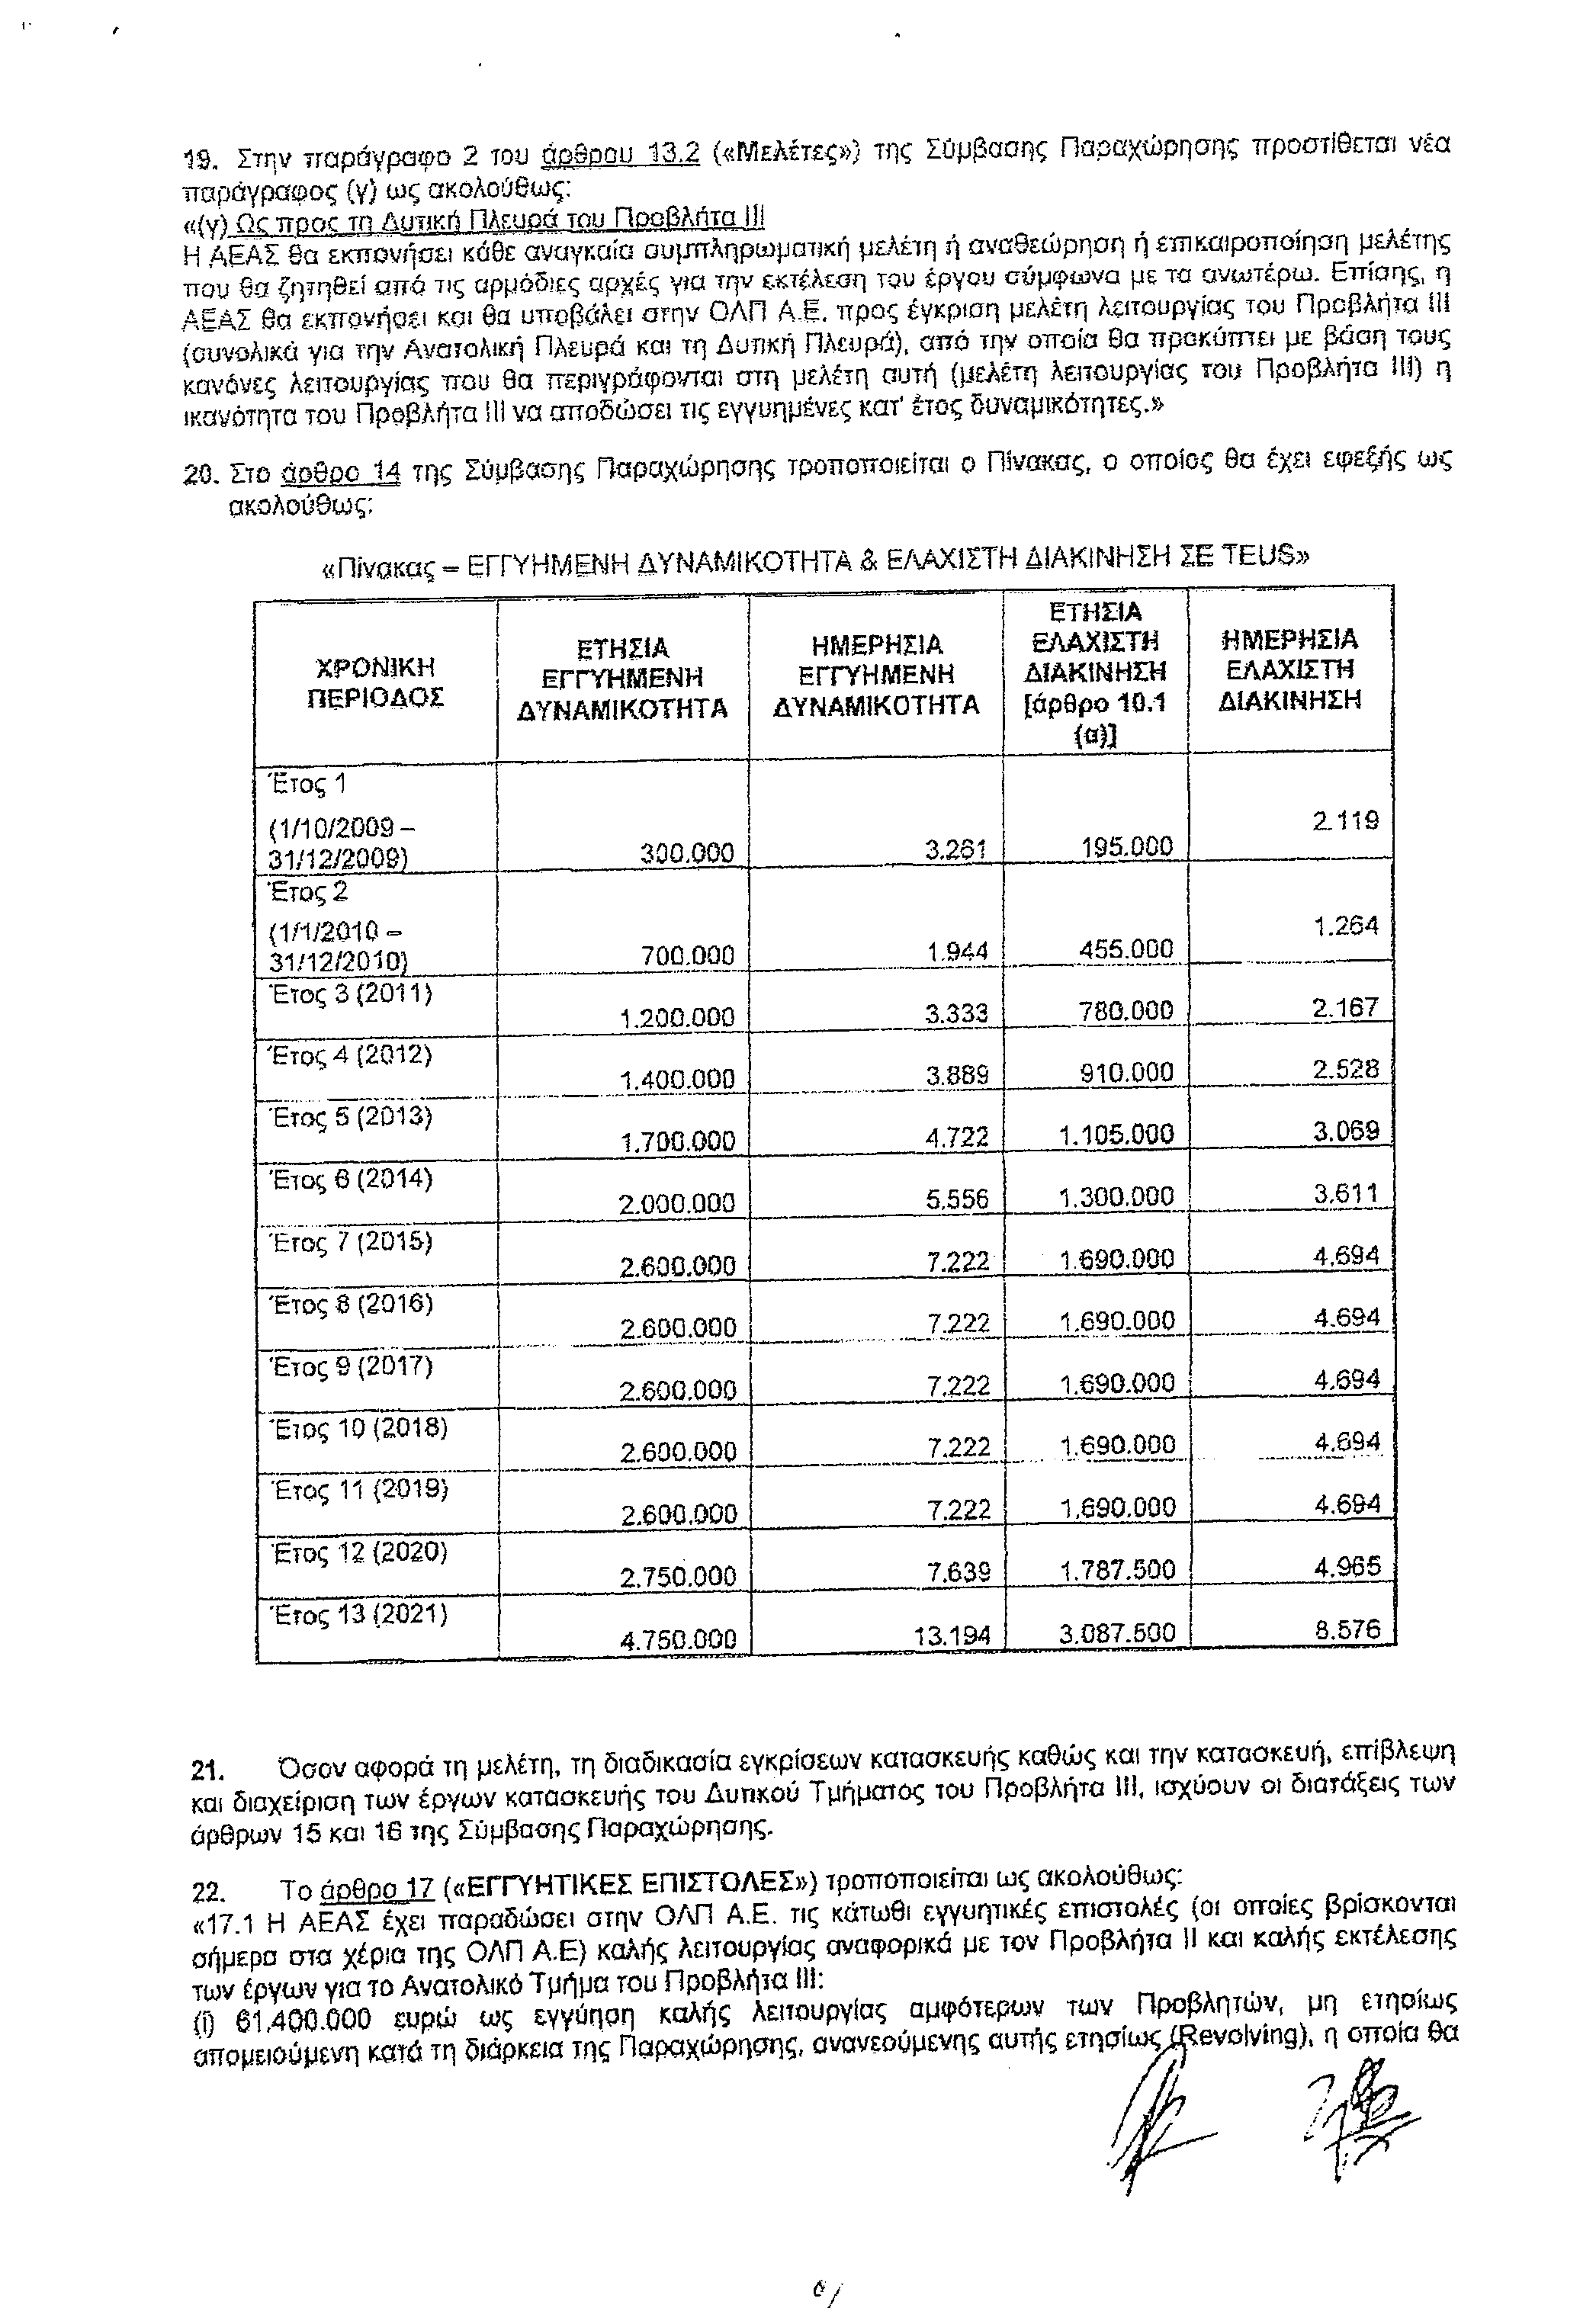 19. Στην παράγραφο 2 του άρθρου 13.2 («Μελέτες») της Σύμβασης Παραχώρησης προστίθεται νέα
παράγραφος (γ) ως ακολούθως:
«(γ) Ως προς τη Δυτική Πλευρά του Προβλήτα III
Η ΑΕΑΣ θα εκπονήσει κάθε αναγκαία συμπληρωματική μελέτη ή αναθεώρηση ή επικαιροποίηση μελέτης
που θα ζητηθεί από τις αρμόδιες αρχές για την εκτέλεση του έργου σύμφωνα με τα ανωτέρω. Επίσης, η
ΑΕΑΣ θα εκπονήσει και θα υποβάλει στην ΟΛΠ Α.Ε. προς έγκριση μελέτη λειτουργίας του Προβλήτα III
(συνολικά για την Ανατολική Πλευρά και τη Δυτική Πλευρά), από την οποία θα προκύπτει με βάση τους
κανόνες λειτουργίας που θα περιγράφονται στη μελέτη αυτή (μελέτη λειτουργίας του Προβλήτα III) η
ικανότητα του Προβλήτα III να αποδώσει τις εγγυημένες κατ' έτος δυναμικότητες.»
20. Στο άρθρο 14 της Σύμβασης Παραχώρησης τροποποιείται ο Πίνακας, ο οποίος θα έχει εφεξής ως
ακολούθως:
«Πίνακας – ΕΓΓΥΗΜΕΝΗ ΔΥΝΑΜΙΚΟΤΗΤΑ & ΕΛΑΧΙΣΤΗ ΔΙΑΚΙΝΗΣΗ ΣΕ TEUS»
ΧΡΟΝΙΚΗ
ΠΕΡΙΟΔΟΣ
ΕΤΗΣΙΑ
ΕΓΓΥΗΜΕΝΗ
ΔΥΝΑΜΙΚΟΤΗΤΑ
ΗΜΕΡΗΣΙΑ
ΕΓΓΥΗΜΕΝΗ
ΔΥΝΑΜΙΚΟΤΗΤΑ
ΕΤΗΣΙΑ
ΕΛΑΧΙΣΤΗ
ΔΙΑΚΙΝΗΣΗ
[άρθρο 10.1
(α)]
ΗΜΕΡΗΣΙΑ
ΕΛΑΧΙΣΤΗ
ΔΙΑΚΙΝΗΣΗ
Έτος 1
(1/10/2009 –
31/12/2009) 300.000 3.261 195.000 2.119
Έτος 2
(1/1/2010 –
31/12/2010) 700.000 1.944 455.000 1.264
Έτος 3 (2011) 1.200.000 3.333 780.000 2.167
Έτος 4 (2012) 1.400.000 3.889 910.000 2.528
Έτος 5 (2013) 1.700.000 4.722 1.105.000 3.069
Έτος 6 (2014) 2.000.000 5.556 1.300.000 3.611
Έτος 7 (2015) 2.600.000 7.222 1.690.000 4.694
Έτος 8 (2016) 2.600.000 7.222 1.690.000 4.694
Έτος 9 (2017) 2.600.000 7.222 1.690.000 4.694
Έτος 10 (2018) 2.600.000 7.222 1.690.000 4.694
Έτος 11 (2019) 2.600.000 7.222 1.690.000 4.694
Έτος 12 (2020) 2.750.000 7.639 1.787.500 4.965
Έτος 13 (2021) 4.750.000 13.194 3.087.500 8.576
21. Όσον αφορά τη μελέτη, τη διαδικασία εγκρίσεων κατασκευής καθώς και την κατασκευή, επίβλεψη
και διαχείριση των έργων κατασκευής του Δυτικού Τμήματος του Προβλήτα III, ισχύουν οι διατάξεις των
άρθρων 15 και 16 της Σύμβασης Παραχώρησης.
22. Το άρθρο 17 («ΕΓΓΥΗΤΙΚΕΣ ΕΠΙΣΤΟΛΕΣ») τροποποιείται ως ακολούθως:
«17.1 Η ΑΕΑΣ έχει παραδώσει στην ΟΛΠ Α.Ε. τις κάτωθι εγγυητικές επιστολές (οι οποίες βρίσκονται
σήμερα στα χέρια της ΟΛΠ Α.Ε) καλής λειτουργίας αναφορικά με τον Προβλήτα II και καλής εκτέλεσης
των έργων για το Ανατολικό Τμήμα του Προβλήτα III:
(i) 61.400.000 ευρώ ως εγγύηση καλής λειτουργίας αμφότερων των Προβλητών, μη ετησίως
απομειούμενη κατά τη διάρκεια της Παραχώρησης, ανανεούμενης αυτής ετησίως (Revolving), η οποία θα